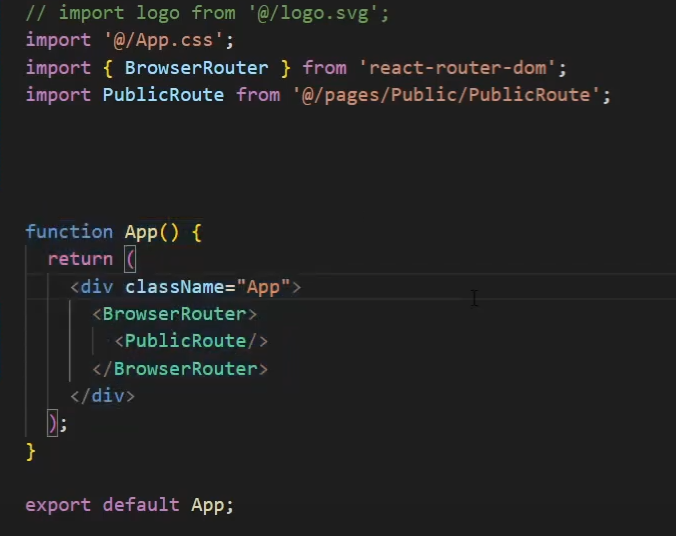 // import logo from '@/logo.svg';
import '@/App.css';
import { BrowserRouter } from 'react-router-dom';
import PublicRoute from '@/pages/Public/PublicRoute';
function App() {
  return (
    <div className="App">
      <BrowserRouter>
        <PublicRoute/>
      </BrowserRouter>
    </div>
  );
}
export default App;